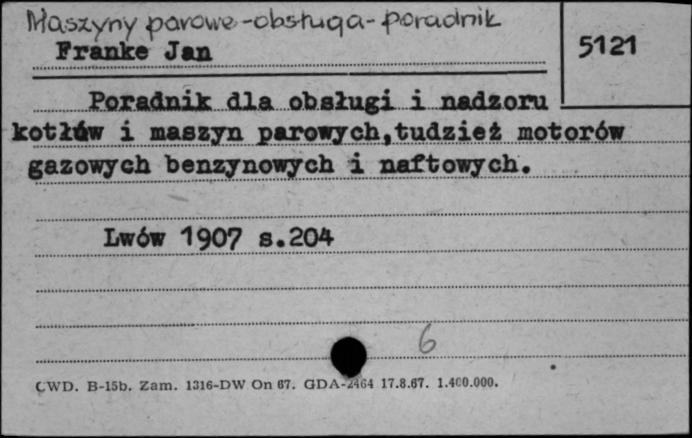 Maszyny parowe-obsługa-poradnik
Franke Jan
5121
Poradnik dla obsługi i nadzoru
kotłów i maszyn parowych,tudzież motorów
gazowych benzynowych i naftowych.
Lwów 1907 s.204
6
CWD. B-15b. Zam. 1316-DW On 67. GDA-2464 17.8.67. 1.400.000.